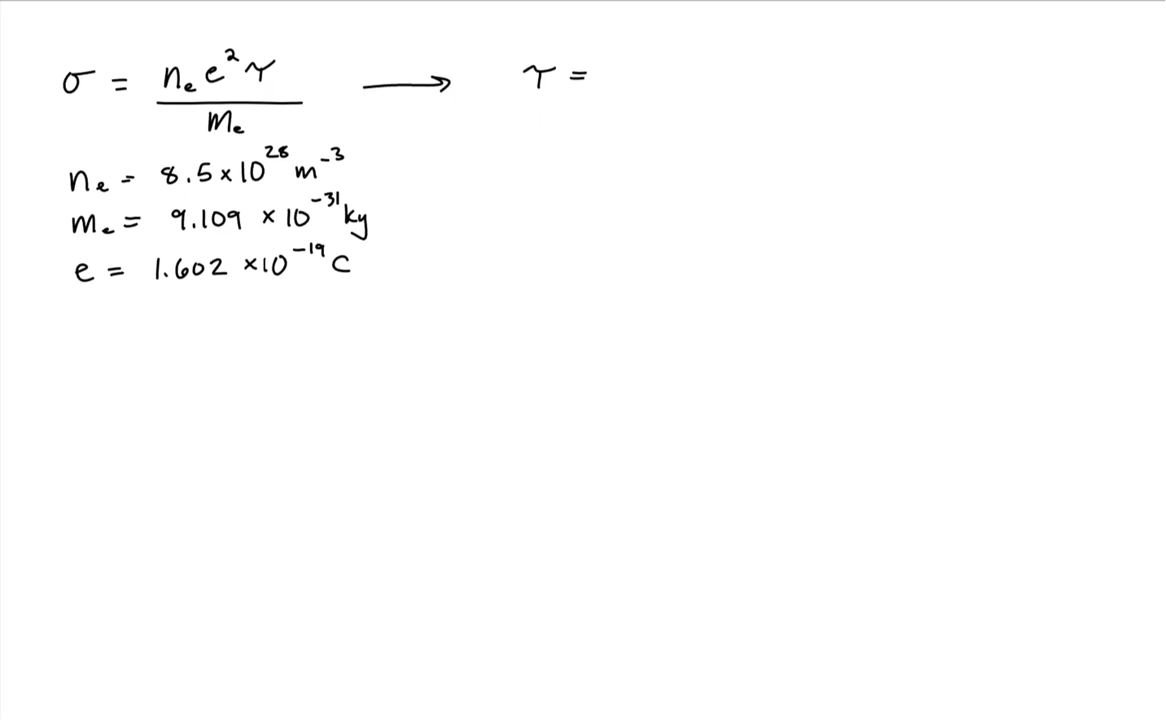 σ = nₑe²τ / mₑ ⟶ τ =
nₑ = 8.5 × 10²⁸ m⁻³
mₑ = 9.109 × 10⁻³¹ kg
e = 1.602 × 10⁻¹⁹ C